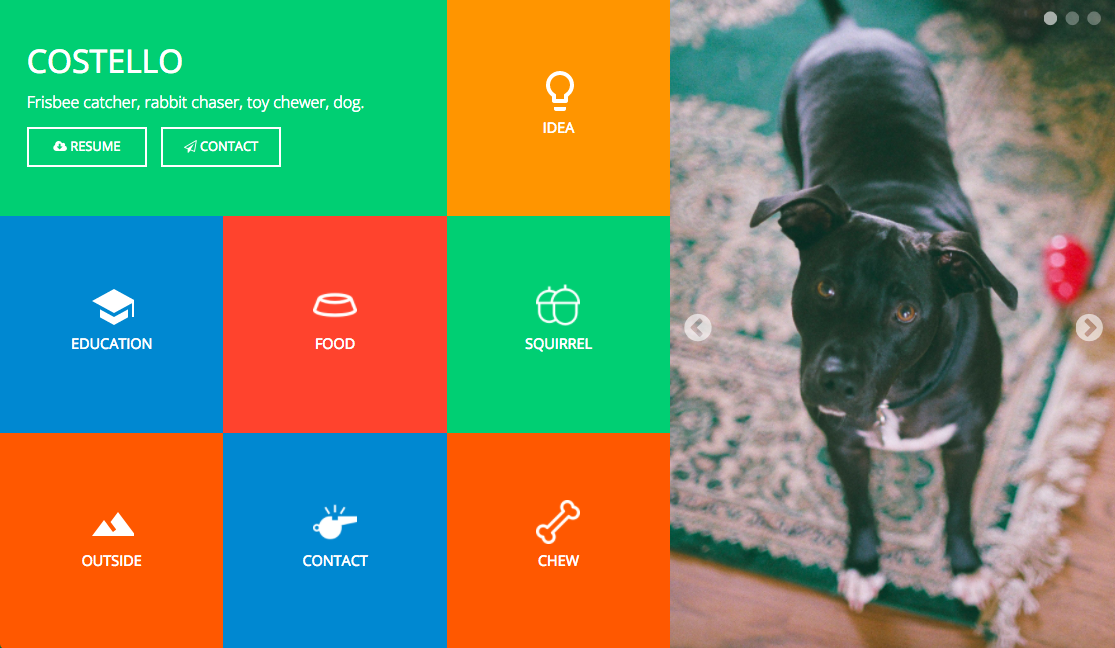 COSTELLO
Frisbee catcher, rabbit chaser, toy chewer, dog.
RESUME
CONTACT
IDEA
EDUCATION
FOOD
SQUIRREL
OUTSIDE
CONTACT
CHEW